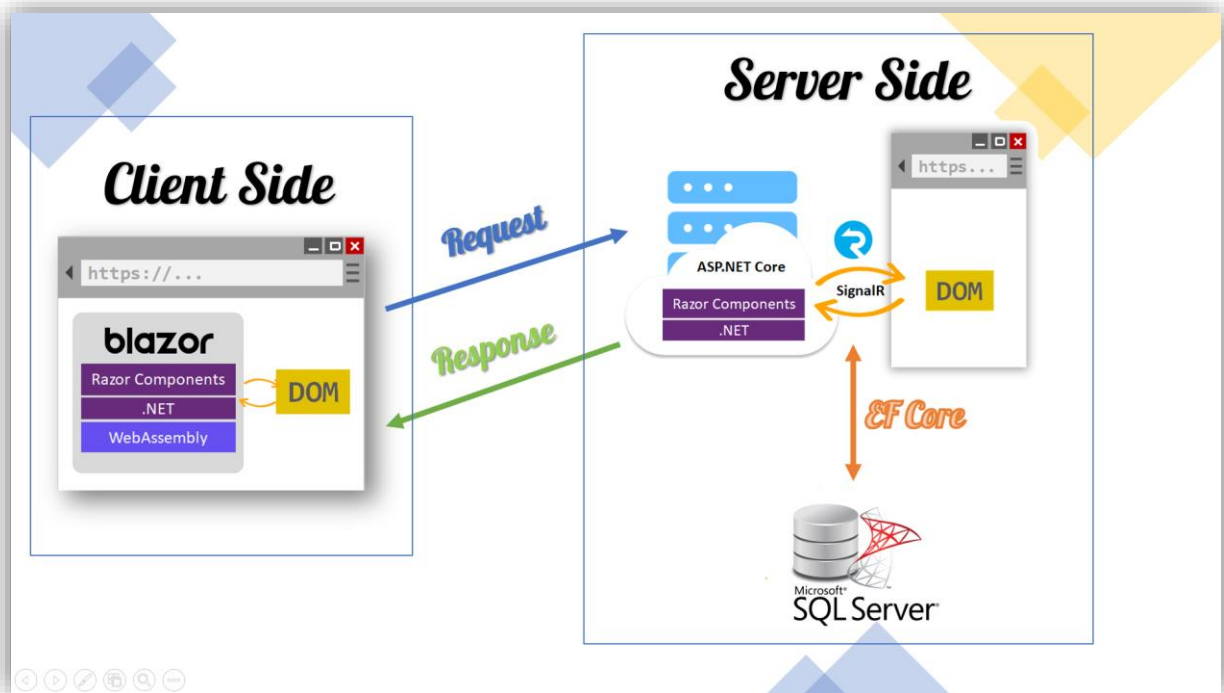 Server Side
Client Side
https://...
blazor
Razor Components
.NET
WebAssembly
DOM
Request
Response
ASP.NET Core
Razor Components
.NET
SignalR
https...
DOM
EF Core
Microsoft®
SQL Server®